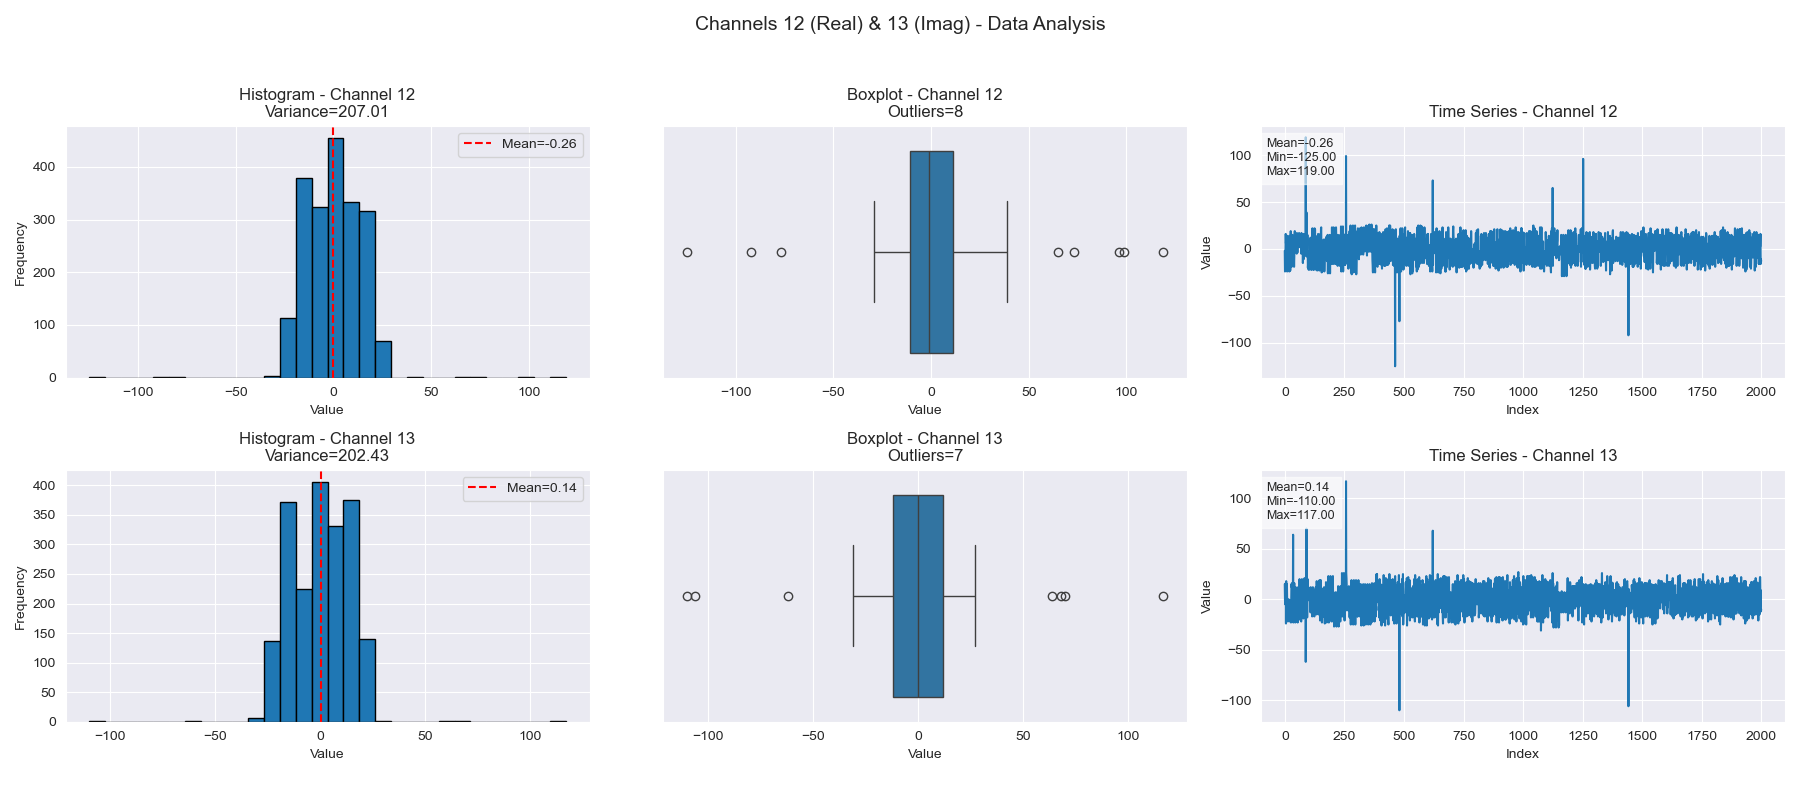 Channels 12 (Real) & 13 (Imag) - Data Analysis
Histogram - Channel 12
Variance=207.01
Mean=-0.26
Frequency
400
300
200
100
0
−100 −50 0 50 100
Value
Boxplot - Channel 12
Outliers=8
−100 −50 0 50 100
Value
Time Series - Channel 12
Mean=-0.26
Min=-125.00
Max=119.00
Value
100
50
0
−50
−100
0 250 500 750 1000 1250 1500 1750 2000
Index
Histogram - Channel 13
Variance=202.43
Mean=0.14
Frequency
400
350
300
250
200
150
100
50
0
−100 −50 0 50 100
Value
Boxplot - Channel 13
Outliers=7
−100 −50 0 50 100
Value
Time Series - Channel 13
Mean=0.14
Min=-110.00
Max=117.00
Value
100
50
0
−50
−100
0 250 500 750 1000 1250 1500 1750 2000
Index